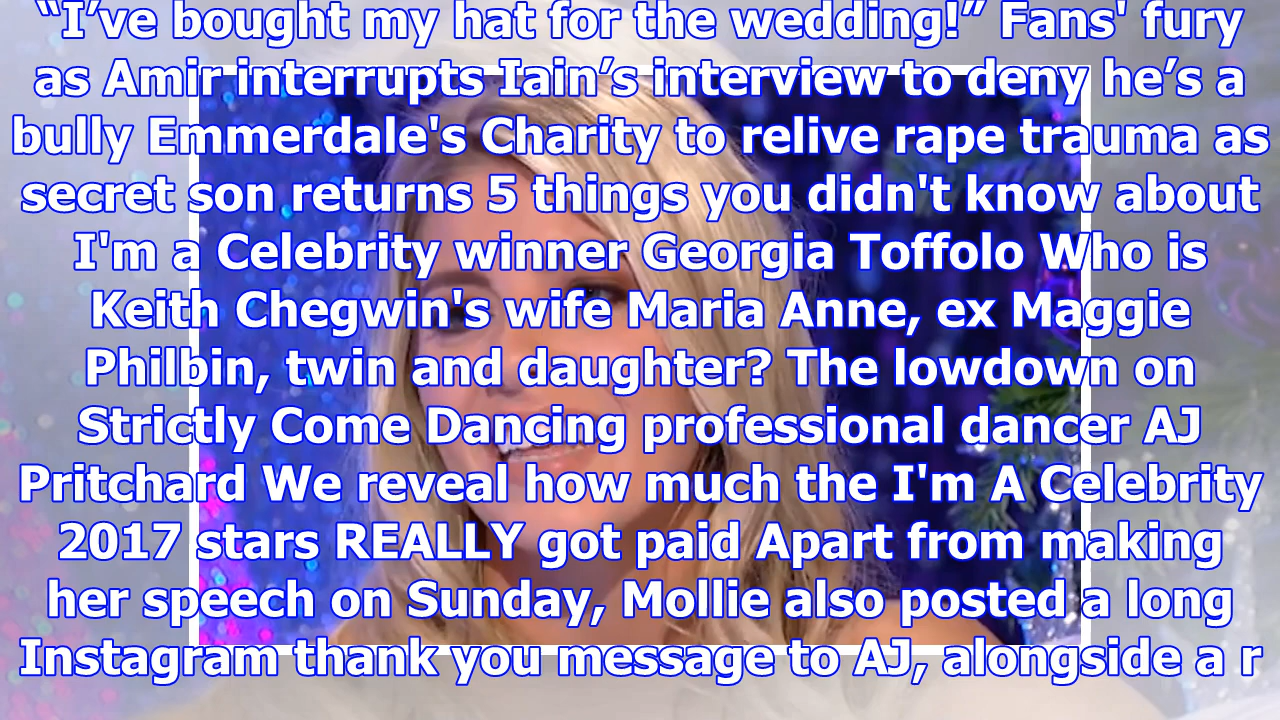 “I’ve bought my hat for the wedding!” Fans' fury
as Amir interrupts Iain’s interview to deny he’s a
bully Emmerdale's Charity to relive rape trauma as
secret son returns 5 things you didn't know about
I'm a Celebrity winner Georgia Toffolo Who is
Keith Chegwin's wife Maria Anne, ex Maggie
Philbin, twin and daughter? The lowdown on
Strictly Come Dancing professional dancer AJ
Pritchard We reveal how much the I'm A Celebrity
2017 stars REALLY got paid Apart from making
her speech on Sunday, Mollie also posted a long
Instagram thank you message to AJ, alongside a r